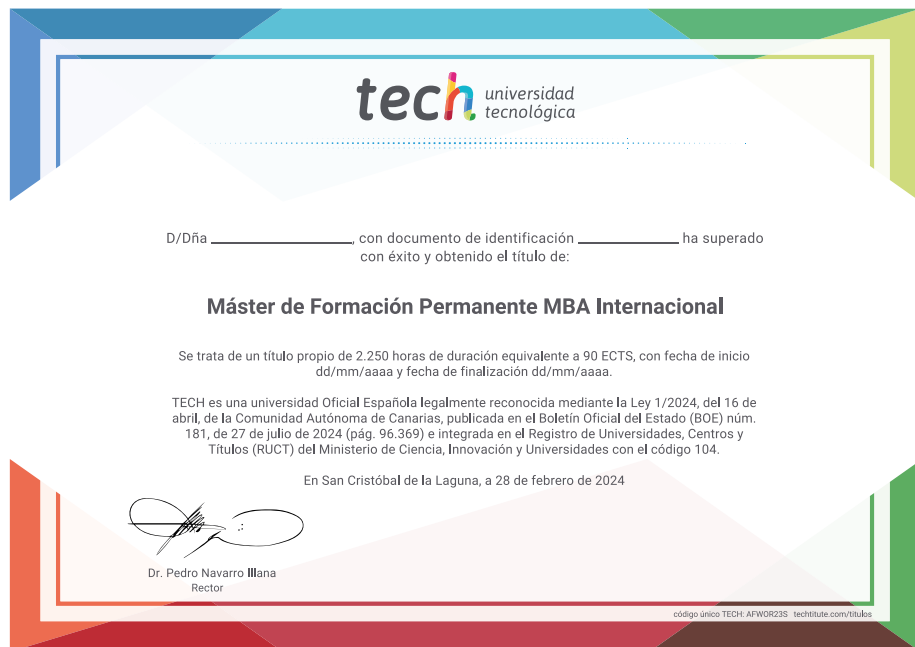 tech universidad
tecnológica
D/Dña ______________, con documento de identificación __________ ha superado
con éxito y obtenido el título de:
Máster de Formación Permanente MBA Internacional
Se trata de un título propio de 2.250 horas de duración equivalente a 90 ECTS, con fecha de inicio
dd/mm/aaaa y fecha de finalización dd/mm/aaaa.
TECH es una universidad Oficial Española legalmente reconocida mediante la Ley 1/2024, del 16 de
abril, de la Comunidad Autónoma de Canarias, publicada en el Boletín Oficial del Estado (BOE) núm.
181, de 27 de julio de 2024 (pág. 96.369) e integrada en el Registro de Universidades, Centros y
Títulos (RUCT) del Ministerio de Ciencia, Innovación y Universidades con el código 104.
En San Cristóbal de la Laguna, a 28 de febrero de 2024
Dr. Pedro Navarro Illana
Rector
código único TECH: AFWOR23S techtitute.com/titulos